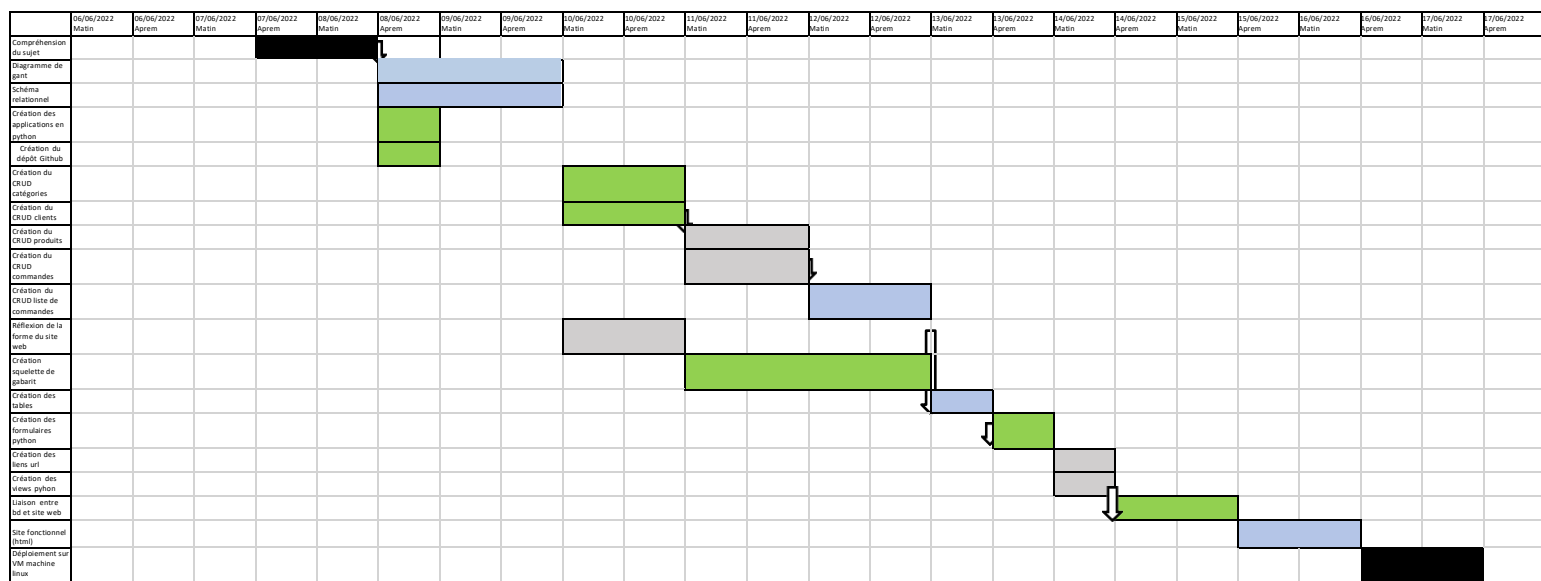 06/06/2022 06/06/2022 07/06/2022 07/06/2022 08/06/2022 08/06/2022 09/06/2022 09/06/2022 10/06/2022 10/06/2022 11/06/2022 11/06/2022 12/06/2022 12/06/2022 13/06/2022 13/06/2022 14/06/2022 14/06/2022 15/06/2022 15/06/2022 16/06/2022 16/06/2022 17/06/2022 17/06/2022
Matin Aprem Matin Aprem Matin Aprem Matin Aprem Matin Aprem Matin Aprem Matin Aprem Matin Aprem Matin Aprem Matin Aprem Matin Aprem Matin Aprem
Compréhension
du sujet
Diagramme de
gant
Schéma
relationnel
Création des
applications en
python
Création du
dépôt Github
Création du
CRUD
catégories
Création du
CRUD clients
Création du
CRUD produits
Création du
CRUD
commandes
Création du
CRUD liste de
commandes
Réflexion de la
forme du site
web
Création
squelette de
gabarit
Création des
tables
Création des
formulaires
python
Création des
liens url
Création des
views pyhon
Liaison entre
bd et site web
Site fonctionnel
(html)
Déploiement sur
VM machine
linux